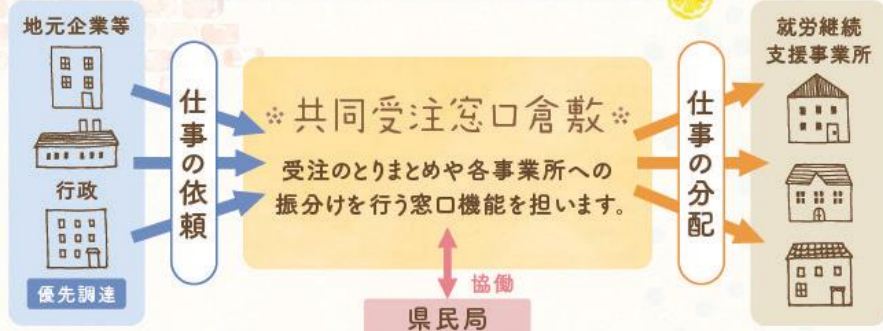 地元企業等
行政
優先調達
仕事の依頼
共同受注窓口倉敷
受注のとりまとめや各事業所への
振分けを行う窓口機能を担います。
協働
県民局
仕事の分配
就労継続
支援事業所